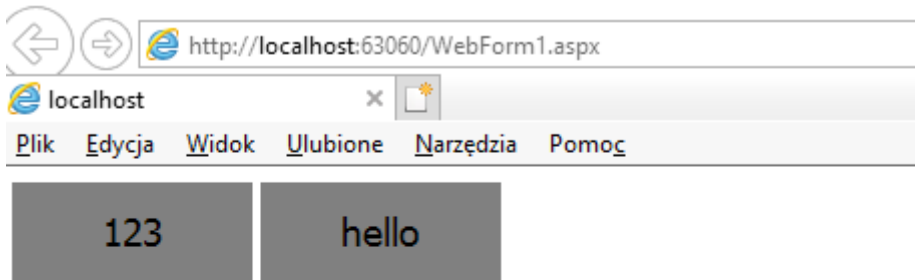 http://localhost:63060/WebForm1.aspx
localhost
Plik Edycja Widok Ulubione Narzędzia Pomoc
123 hello